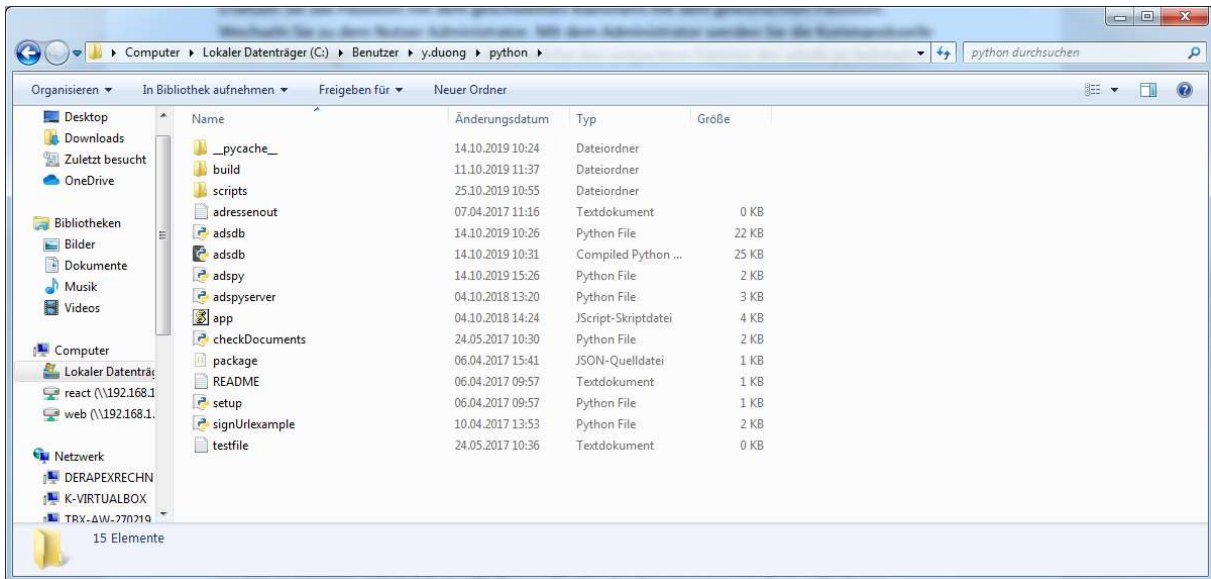 Computer ▸ Lokaler Datenträger (C:) ▸ Benutzer ▸ y.duong ▸ python ▸
python durchsuchen
Organisieren In Bibliothek aufnehmen Freigeben für Neuer Ordner
Desktop
Downloads
Zuletzt besucht
OneDrive
Bibliotheken
Bilder
Dokumente
Musik
Videos
Computer
Lokaler Datenträg
react (\\192.168.1
web (\\192.168.1.
Netzwerk
DERAPEXRECHN
K-VIRTUALBOX
TBX-AW-270219
Name Änderungsdatum Typ Größe
__pycache__ 14.10.2019 10:24 Dateiordner
build 11.10.2019 11:37 Dateiordner
scripts 25.10.2019 10:55 Dateiordner
adressenout 07.04.2017 11:16 Textdokument 0 KB
adsdb 14.10.2019 10:26 Python File 22 KB
adsdb 14.10.2019 10:31 Compiled Python ... 25 KB
adspy 14.10.2019 15:26 Python File 2 KB
adspyserver 04.10.2018 13:20 Python File 3 KB
app 04.10.2018 14:24 JScript-Skriptdatei 4 KB
checkDocuments 24.05.2017 10:30 Python File 2 KB
package 06.04.2017 15:41 JSON-Quelldatei 1 KB
README 06.04.2017 09:57 Textdokument 1 KB
setup 06.04.2017 09:57 Python File 1 KB
signUrlexample 10.04.2017 13:53 Python File 2 KB
testfile 24.05.2017 10:36 Textdokument 0 KB
15 Elemente